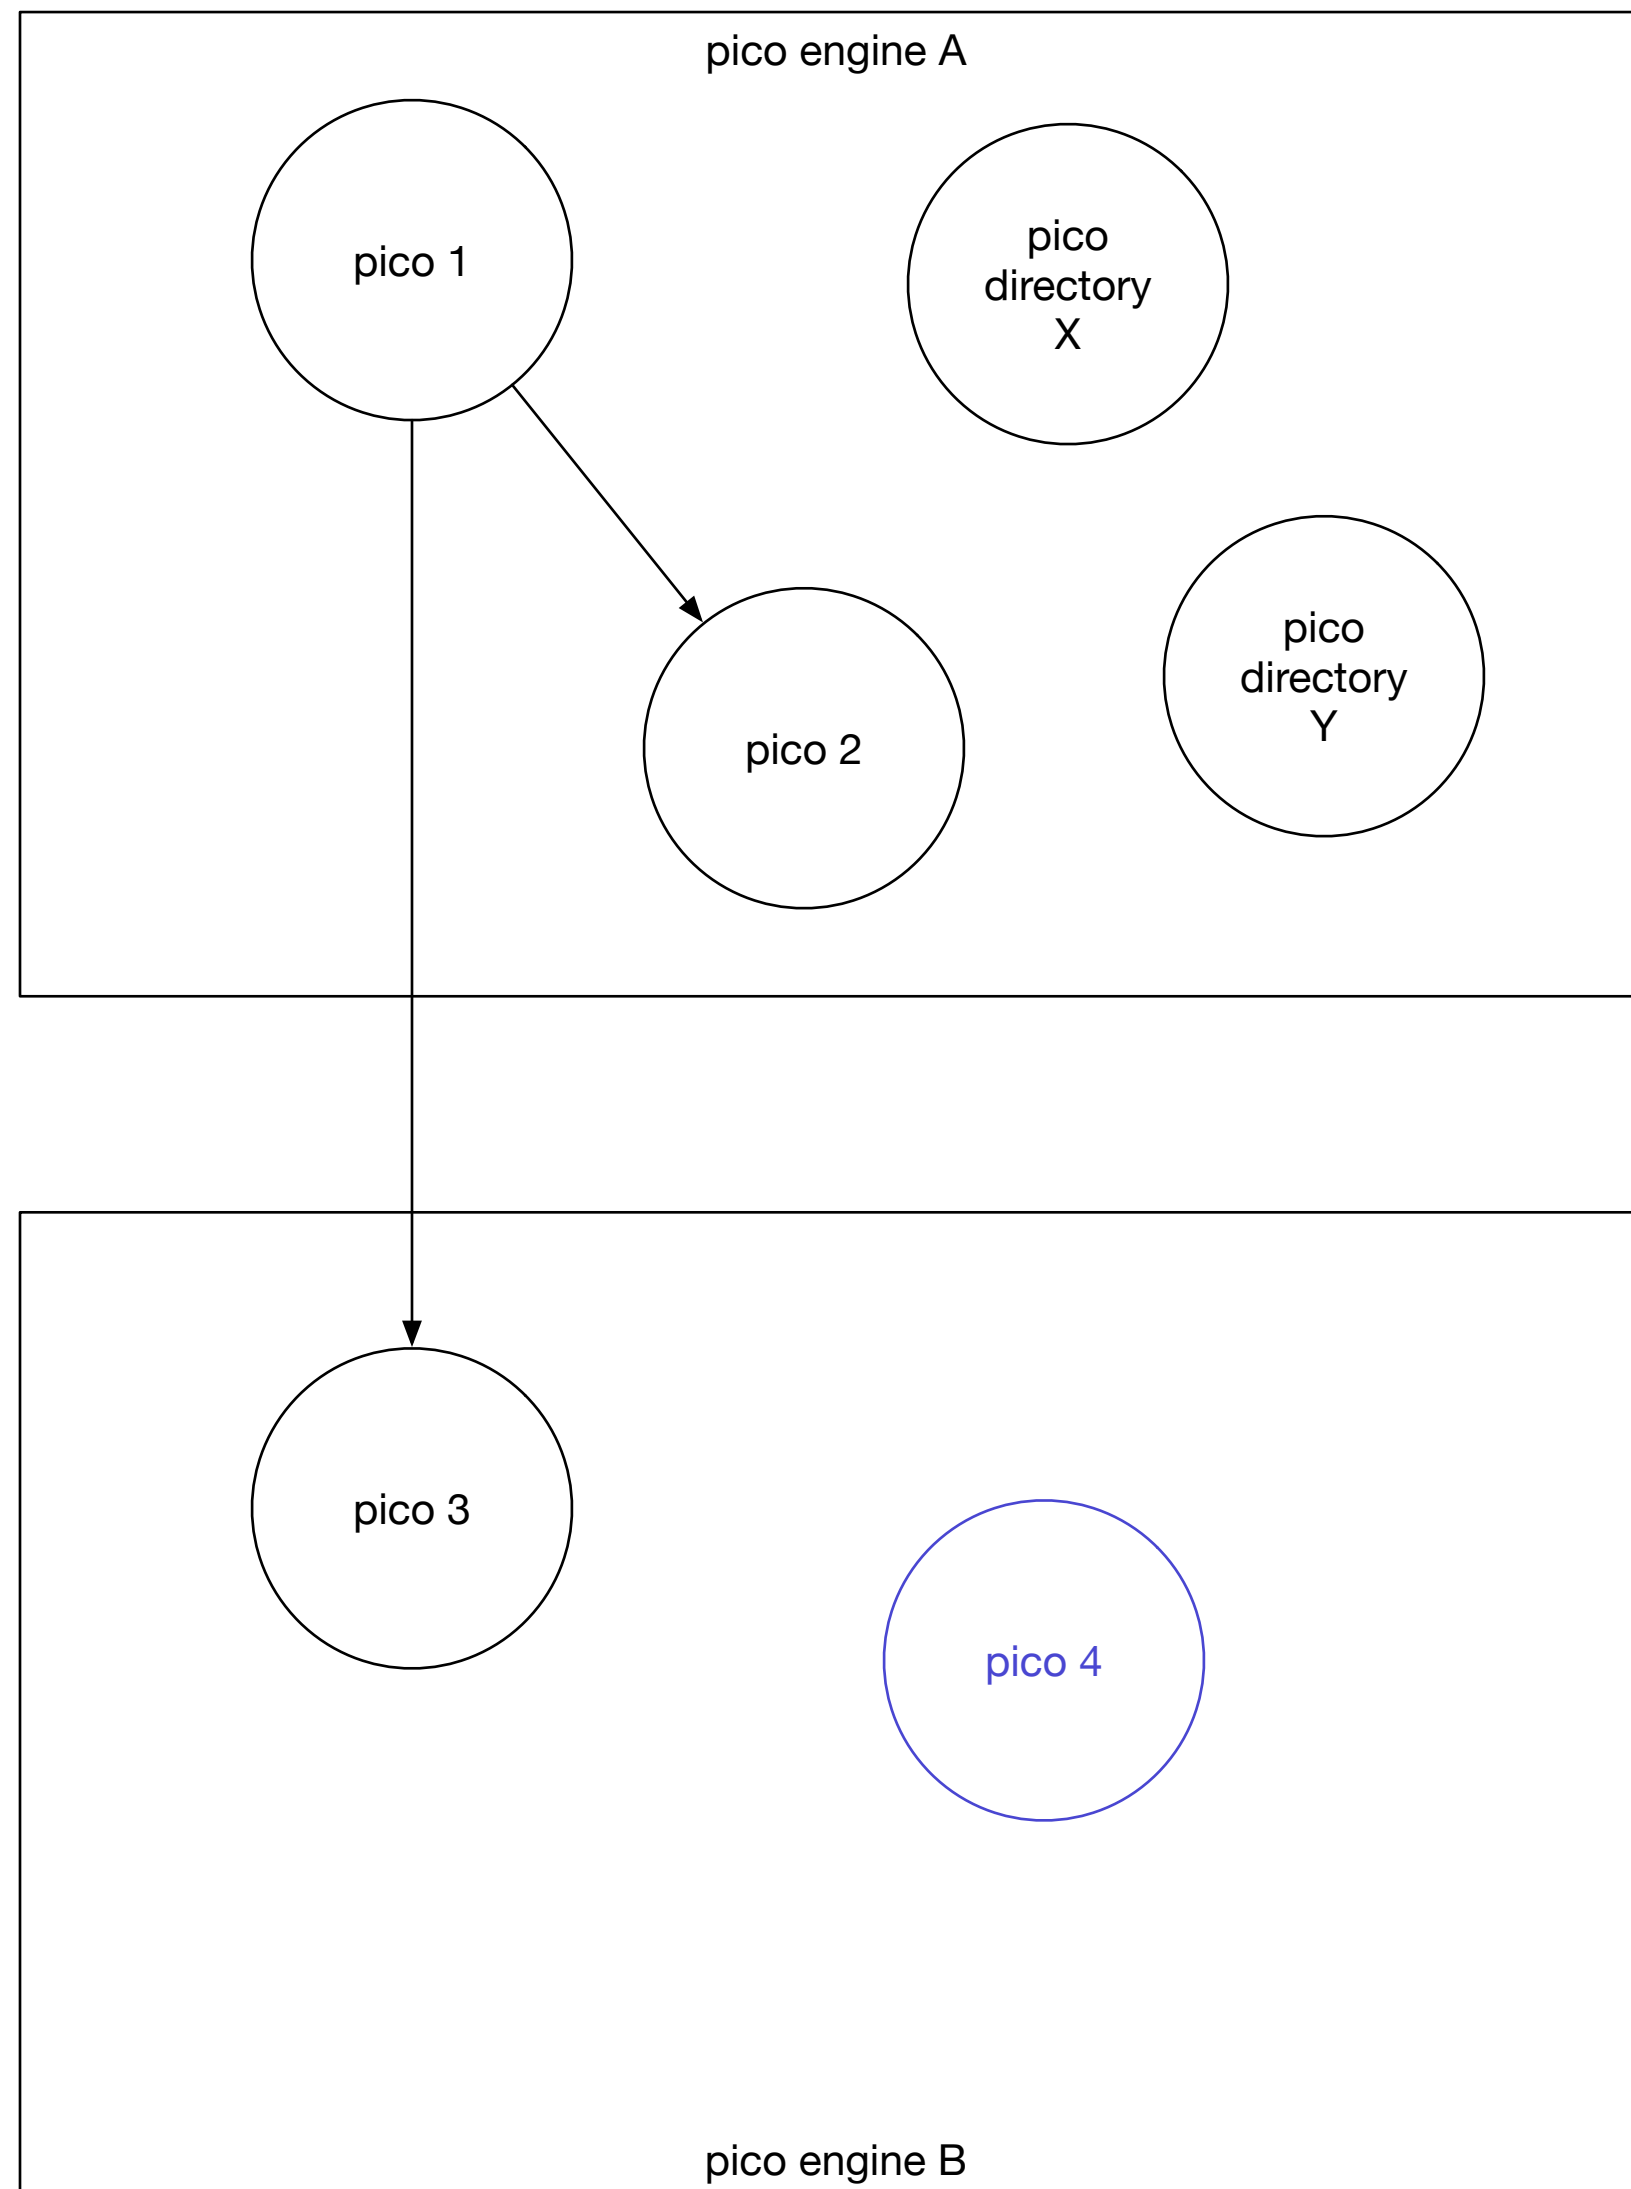 pico engine A
pico 1
pico
directory
X
pico
directory
Y
pico 2
pico 3
pico 4
pico engine B